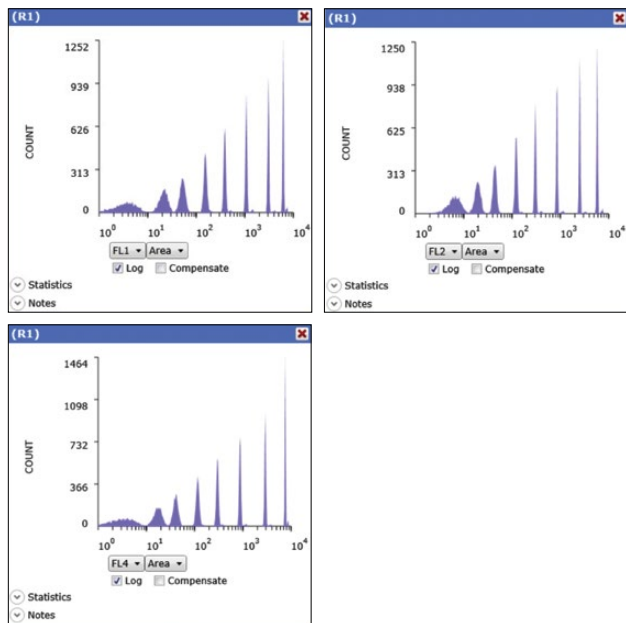 (R1)
1252
939
626
313
0
COUNT
10^0 10^1 10^2 10^3 10^4
FL1 Area
Log Compensate
Statistics
Notes
(R1)
1250
938
625
313
0
COUNT
10^0 10^1 10^2 10^3 10^4
FL2 Area
Log Compensate
Statistics
Notes
(R1)
1464
1098
732
366
0
COUNT
10^0 10^1 10^2 10^3 10^4
FL4 Area
Log Compensate
Statistics
Notes